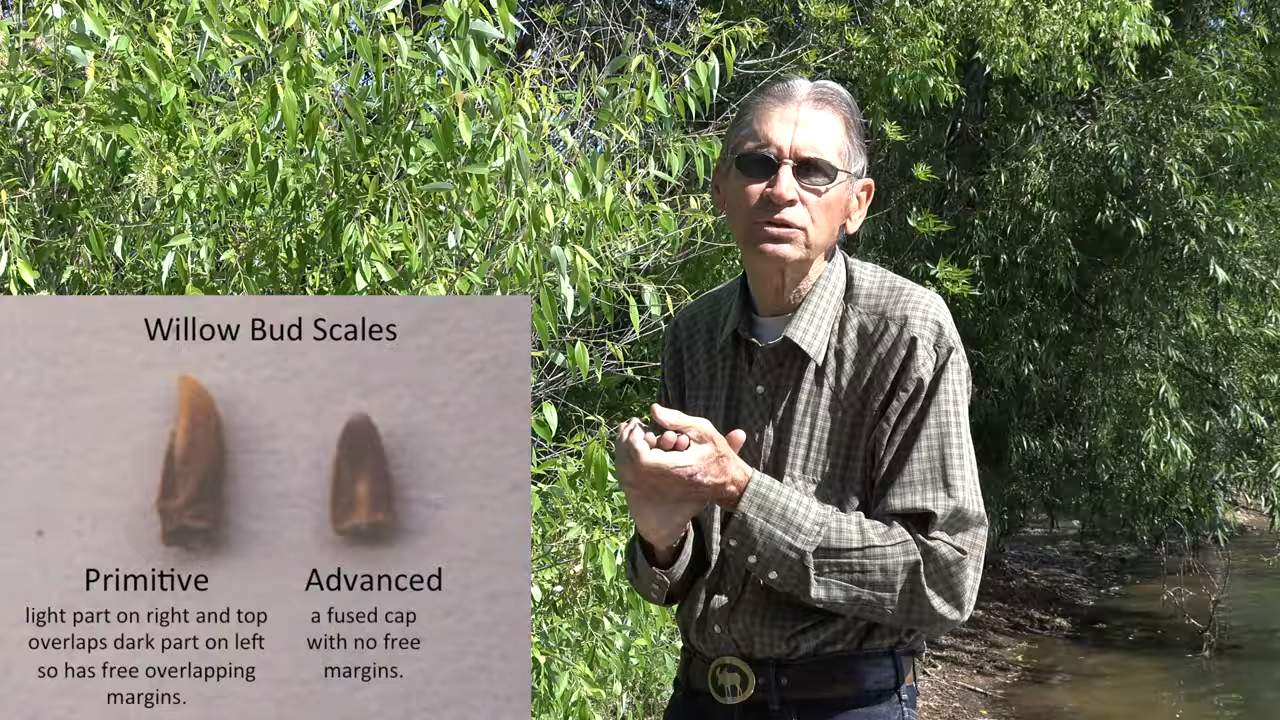 Willow Bud Scales
Primitive
light part on right and top
overlaps dark part on left
so has free overlapping
margins.
Advanced
a fused cap
with no free
margins.